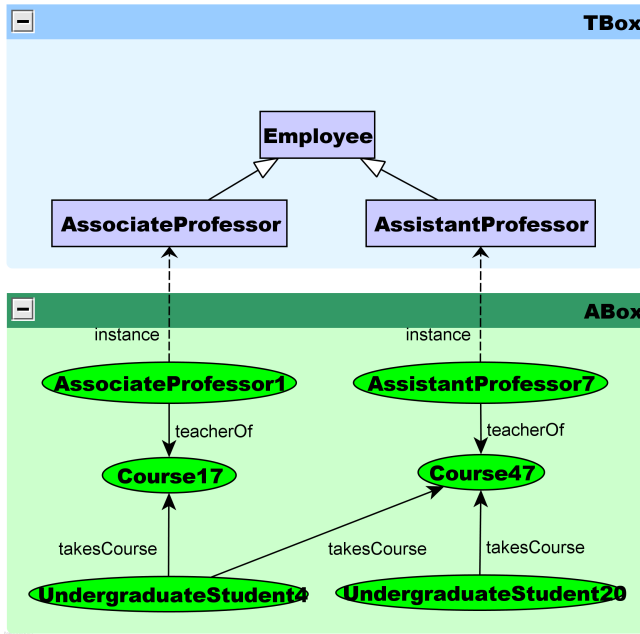 TBox
Employee
AssociateProfessor
AssistantProfessor
ABox
instance
instance
AssociateProfessor1
AssistantProfessor7
teacherOf
teacherOf
Course17
Course47
takesCourse
takesCourse
takesCourse
UndergraduateStudent4
UndergraduateStudent20